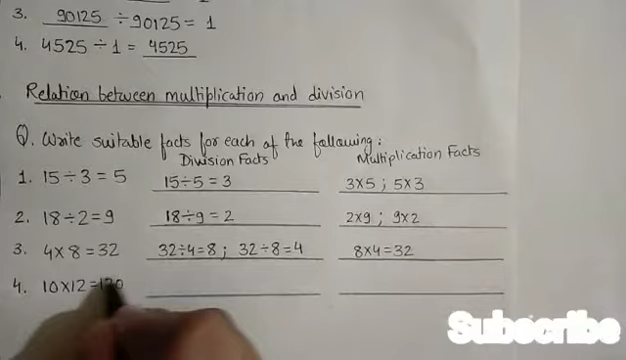 3. 90125 ÷ 90125 = 1
4. 4525 ÷ 1 = 4525
Relation between multiplication and division
Q. Write suitable facts for each of the following:
Division Facts Multiplication Facts
1. 15 ÷ 3 = 5 15 ÷ 5 = 3 3 × 5 ; 5 × 3
2. 18 ÷ 2 = 9 18 ÷ 9 = 2 2 × 9 ; 9 × 2
3. 4 × 8 = 32 32 ÷ 4 = 8 ; 32 ÷ 8 = 4 8 × 4 = 32
4. 10 × 12 = 120
Subscribe